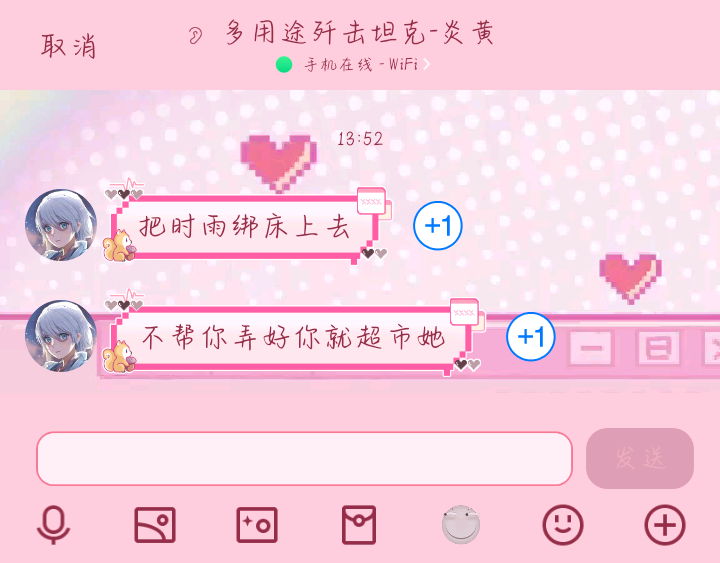 取消
多用途歼击坦克-炎黄
手机在线 - WiFi
13:52
把时雨绑床上去
+1
不帮你弄好你就超市她
+1
一 日
发送